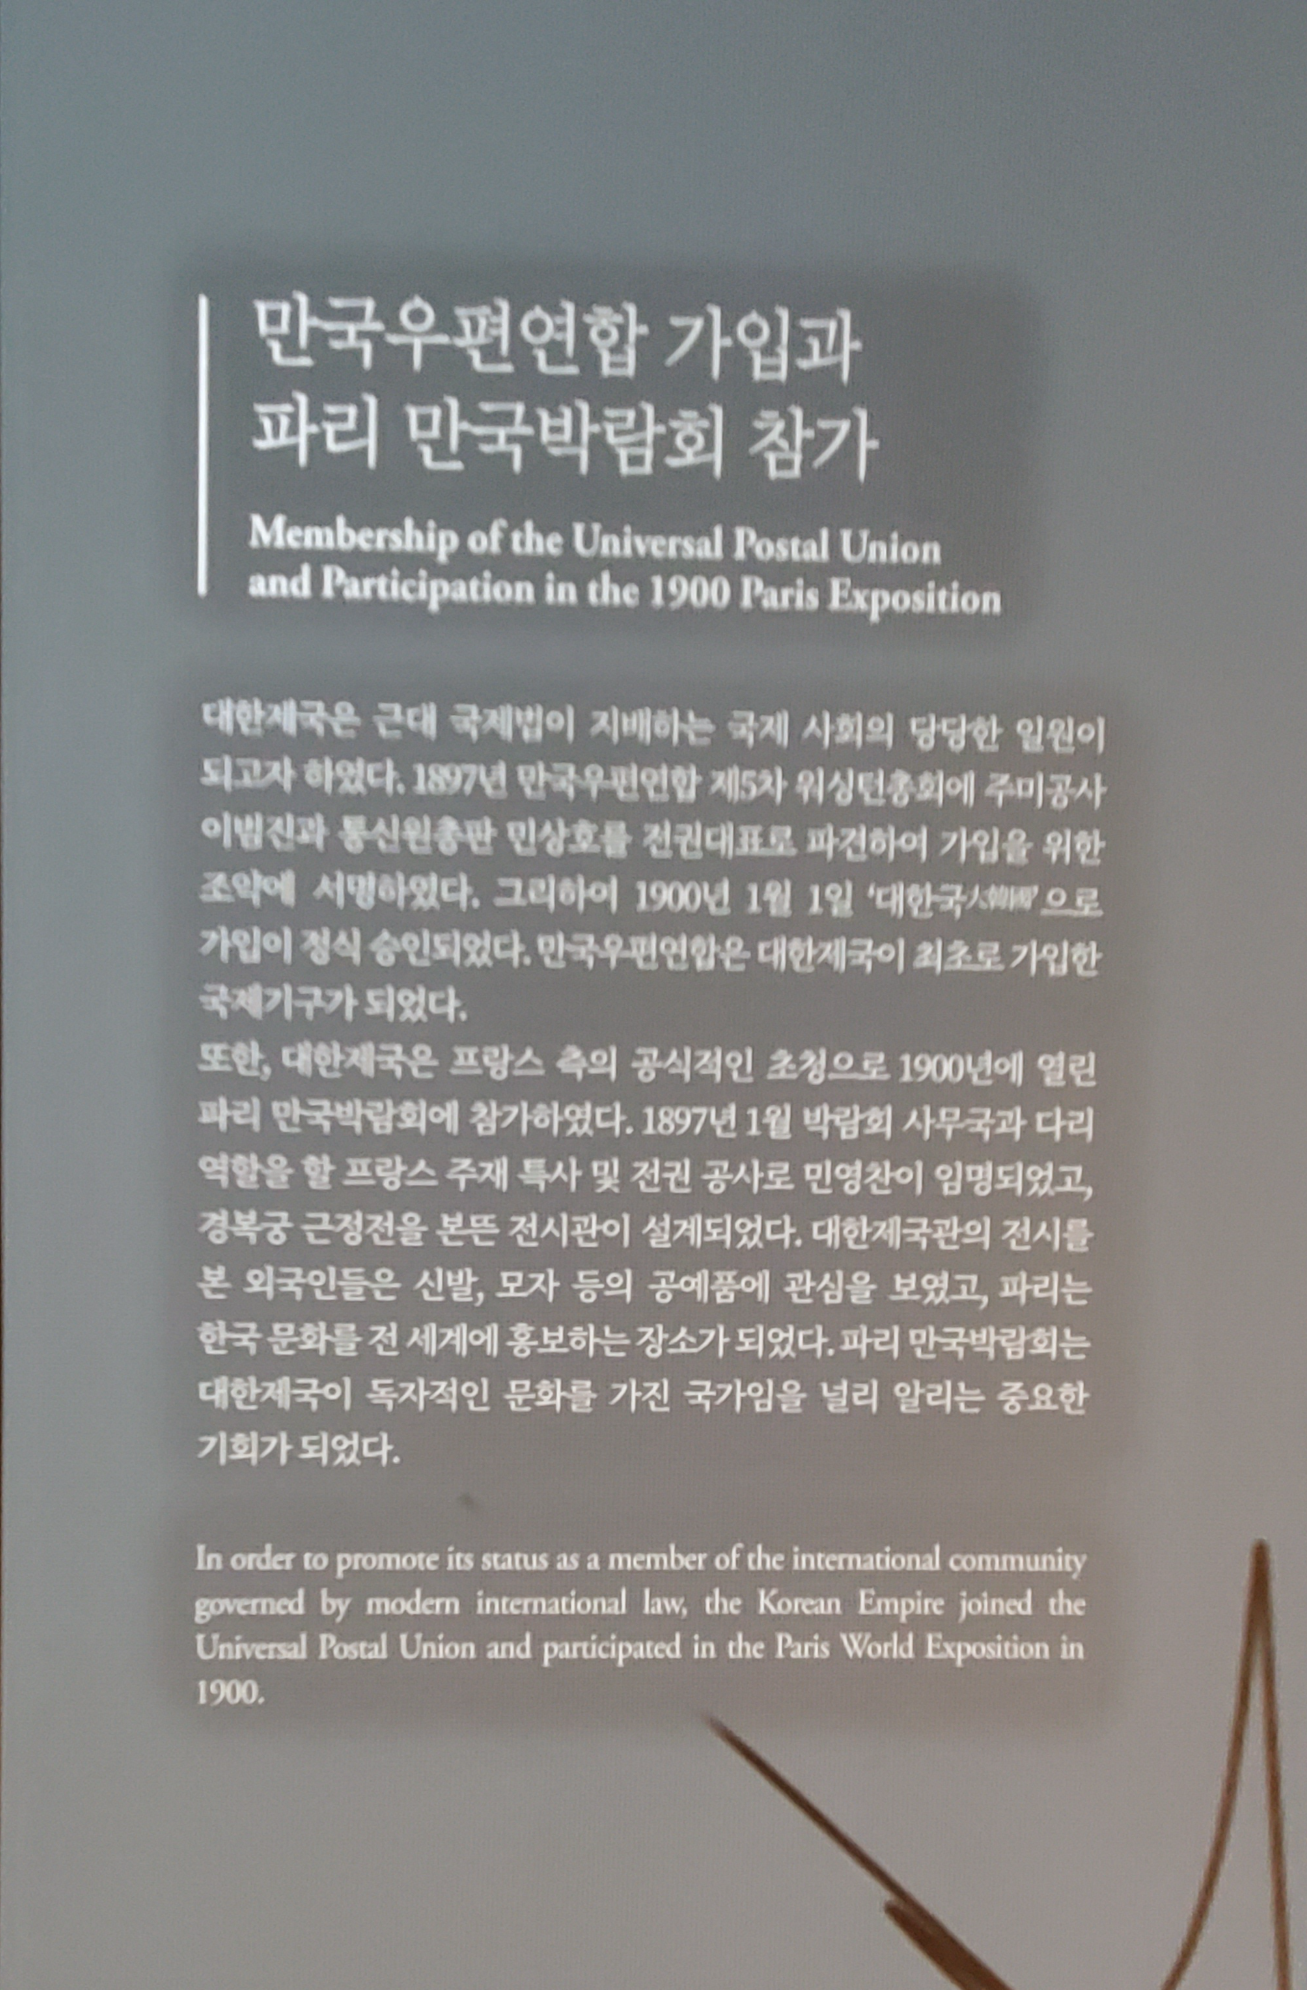 만국우편연합 가입과
파리 만국박람회 참가
Membership of the Universal Postal Union
and Participation in the 1900 Paris Exposition
대한제국은 근대 국제법이 지배하는 국제 사회의 당당한 일원이
되고자 하였다. 1897년 만국우편연합 제5차 워싱턴총회에 주미공사
이범진과 통신원총판 민상호를 전권대표로 파견하여 가입을 위한
조약에 서명하였다. 그리하여 1900년 1월 1일 ‘대한국大韓國’으로
가입이 정식 승인되었다. 만국우편연합은 대한제국이 최초로 가입한
국제기구가 되었다.
또한, 대한제국은 프랑스 측의 공식적인 초청으로 1900년에 열린
파리 만국박람회에 참가하였다. 1897년 1월 박람회 사무국과 다리
역할을 할 프랑스 주재 특사 및 전권 공사로 민영찬이 임명되었고,
경복궁 근정전을 본뜬 전시관이 설계되었다. 대한제국관의 전시를
본 외국인들은 신발, 모자 등의 공예품에 관심을 보였고, 파리는
한국 문화를 전 세계에 홍보하는 장소가 되었다. 파리 만국박람회는
대한제국이 독자적인 문화를 가진 국가임을 널리 알리는 중요한
기회가 되었다.
In order to promote its status as a member of the international community
governed by modern international law, the Korean Empire joined the
Universal Postal Union and participated in the Paris World Exposition in
1900.